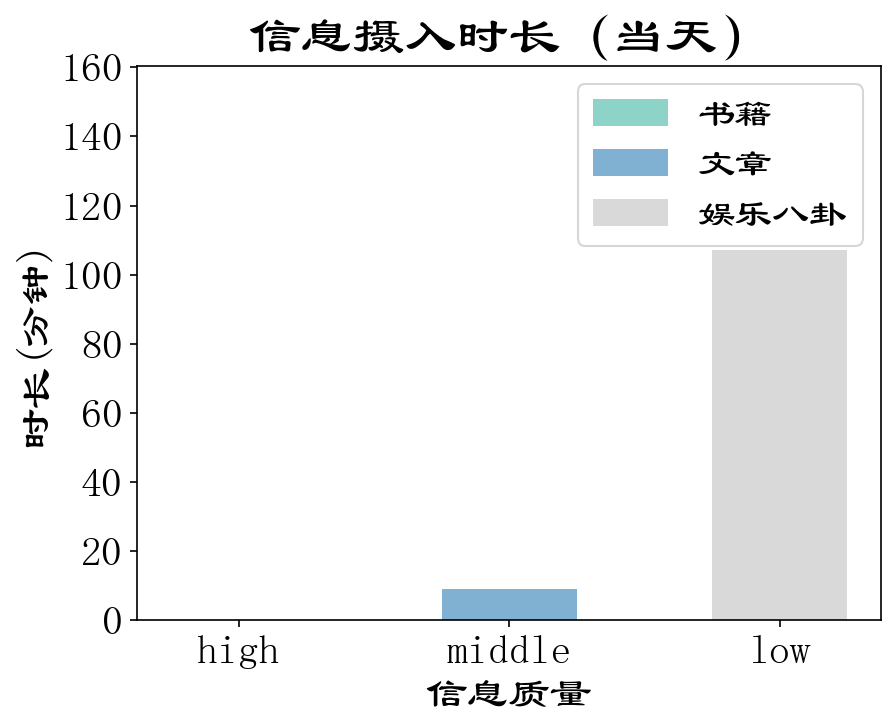 信息摄入时长（当天）
时长(分钟)
160
140
120
100
80
60
40
20
0
书籍
文章
娱乐八卦
high middle low
信息质量